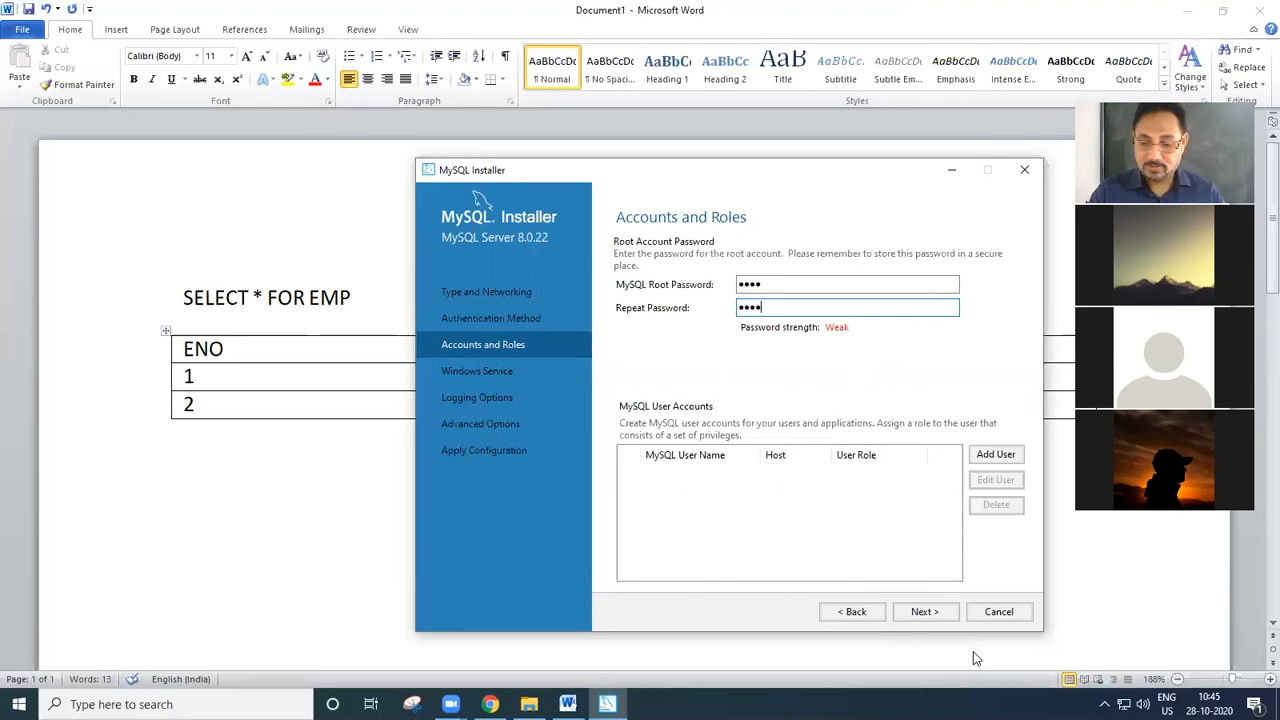 Document1 - Microsoft Word
File Home Insert Page Layout References Mailings Review View
Paste
Cut
Copy
Format Painter
Clipboard
Calibri (Body) 11
Font
Paragraph
AaBbCcDc AaBbCcDc AaBbCc AaBbCc AaB AaBbCc AaBbCcDc AaBbCcDc AaBbCcDc AaBbCcDc AaBbCcDc
¶ Normal ¶ No Spaci... Heading 1 Heading 2 Title Subtitle Subtle Em... Emphasis Intense E... Strong Quote
Change Styles
Styles
Find
Replace
Select
Editing
SELECT * FOR EMP
ENO
1
2
MySQL Installer
MySQL. Installer
MySQL Server 8.0.22
Type and Networking
Authentication Method
Accounts and Roles
Windows Service
Logging Options
Advanced Options
Apply Configuration
Accounts and Roles
Root Account Password
Enter the password for the root account. Please remember to store this password in a secure
place.
MySQL Root Password: ••••
Repeat Password: ••••
Password strength: Weak
MySQL User Accounts
Create MySQL user accounts for your users and applications. Assign a role to the user that
consists of a set of privileges.
MySQL User Name Host User Role
Add User
Edit User
Delete
< Back Next > Cancel
Page: 1 of 1 Words: 13 English (India) 188%
Type here to search
ENG
US
10:45
28-10-2020